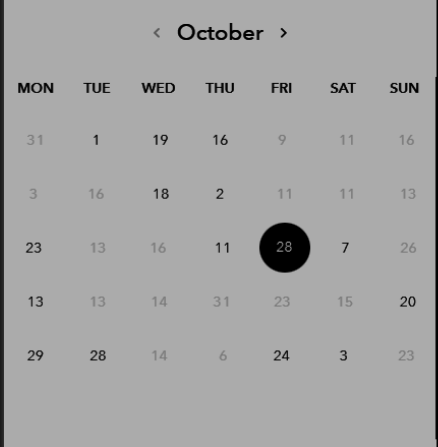 ‹ October ›
MON TUE WED THU FRI SAT SUN
31 1 19 16 9 11 16
3 16 18 2 11 11 13
23 13 16 11 28 7 26
13 13 14 31 23 15 20
29 28 14 6 24 3 23